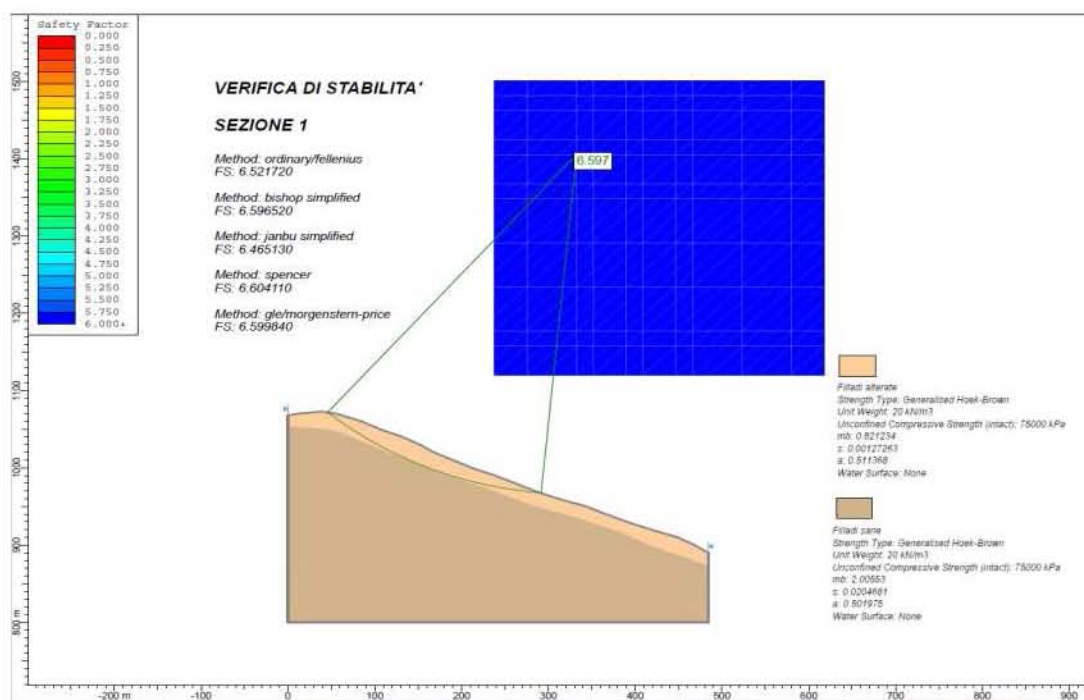 Safety Factor
0.000
0.250
0.500
0.750
1.000
1.250
1.500
1.750
2.000
2.250
2.500
2.750
3.000
3.250
3.500
3.750
4.000
4.250
4.500
4.750
5.000
5.250
5.500
5.750
6.000+
VERIFICA DI STABILITA'
SEZIONE 1
Method: ordinary/fellenius
FS: 6.521720
Method: bishop simplified
FS: 6.596520
Method: janbu simplified
FS: 6.465130
Method: spencer
FS: 6.604110
Method: gle/morgenstern-price
FS: 6.599840
6.597
Filladi alterate
Strength Type: Generalised Hoek-Brown
Unit Weight: 20 kN/m3
Unconfined Compressive Strength (intact): 75000 kPa
mb: 0.821234
s: 0.00127263
a: 0.511368
Water Surface: None
Filladi sane
Strength Type: Generalised Hoek-Brown
Unit Weight: 20 kN/m3
Unconfined Compressive Strength (intact): 75000 kPa
mb: 2.00553
s: 0.0204681
a: 0.501975
Water Surface: None
1500
1400
1300
1200
1100
1000
900
800 m
-200 m
-100
0
100
200
300
400
500
600
700
800
900